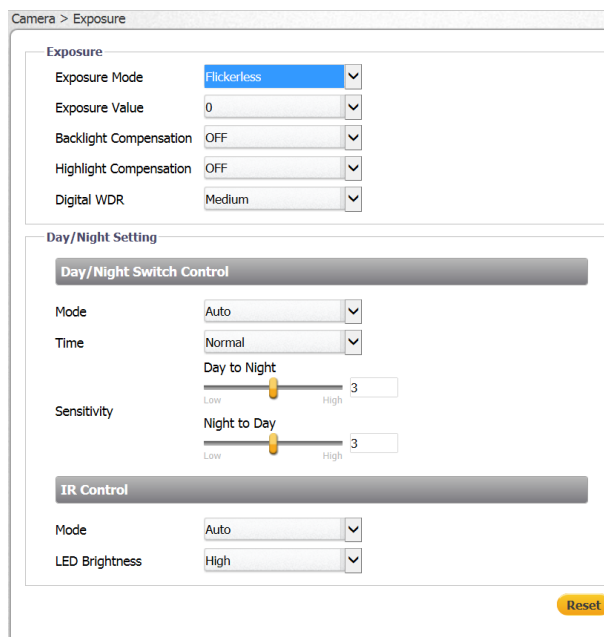 Camera > Exposure
Exposure
Exposure Mode Flickerless
Exposure Value 0
Backlight Compensation OFF
Highlight Compensation OFF
Digital WDR Medium
Day/Night Setting
Day/Night Switch Control
Mode Auto
Time Normal
Sensitivity
Day to Night
3
Low High
Night to Day
3
Low High
IR Control
Mode Auto
LED Brightness High
Reset